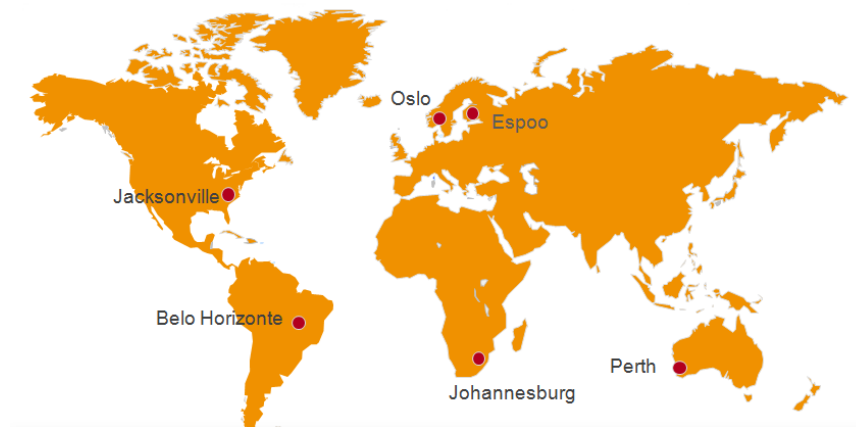 Oslo
Espoo
Jacksonville
Belo Horizonte
Perth
Johannesburg